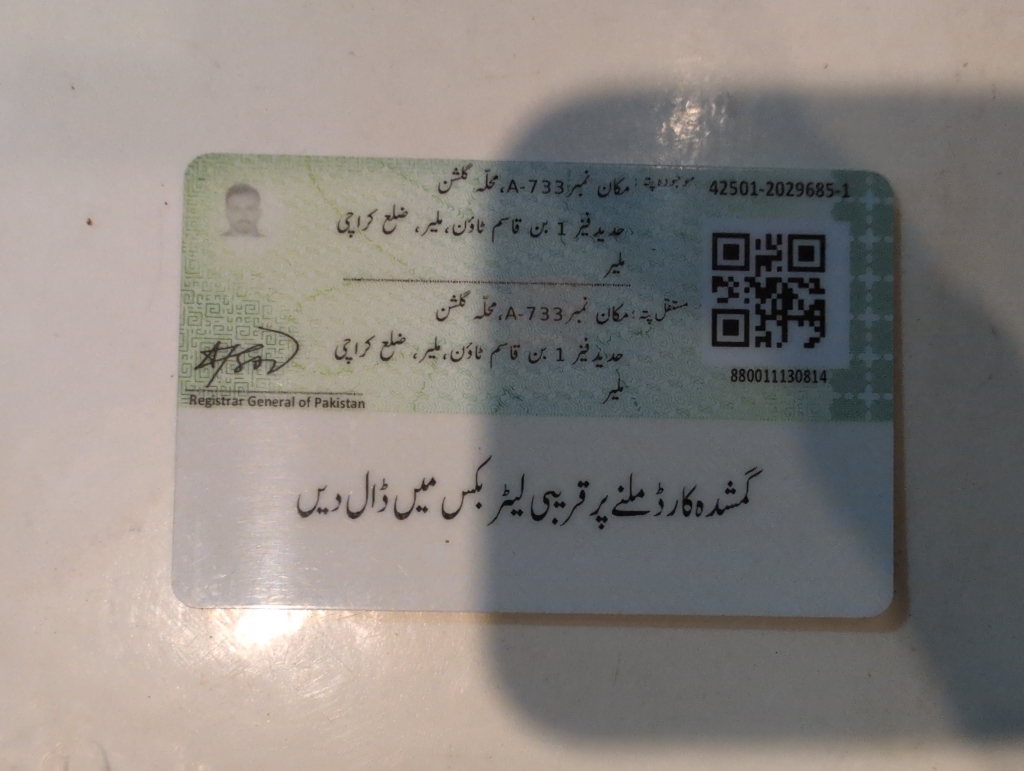 موجودہ پتہ: مکان نمبر A-733، محلّہ گلشن
حدید فیز 1 بن قاسم ٹاؤن، ملیر، ضلع کراچی
ملیر
42501-2029685-1
مستقل پتہ: مکان نمبر A-733، محلّہ گلشن
حدید فیز 1 بن قاسم ٹاؤن، ملیر، ضلع کراچی
ملیر
880011130814
Registrar General of Pakistan
گمشدہ کارڈ ملنے پر قریبی لیٹر بکس میں ڈال دیں